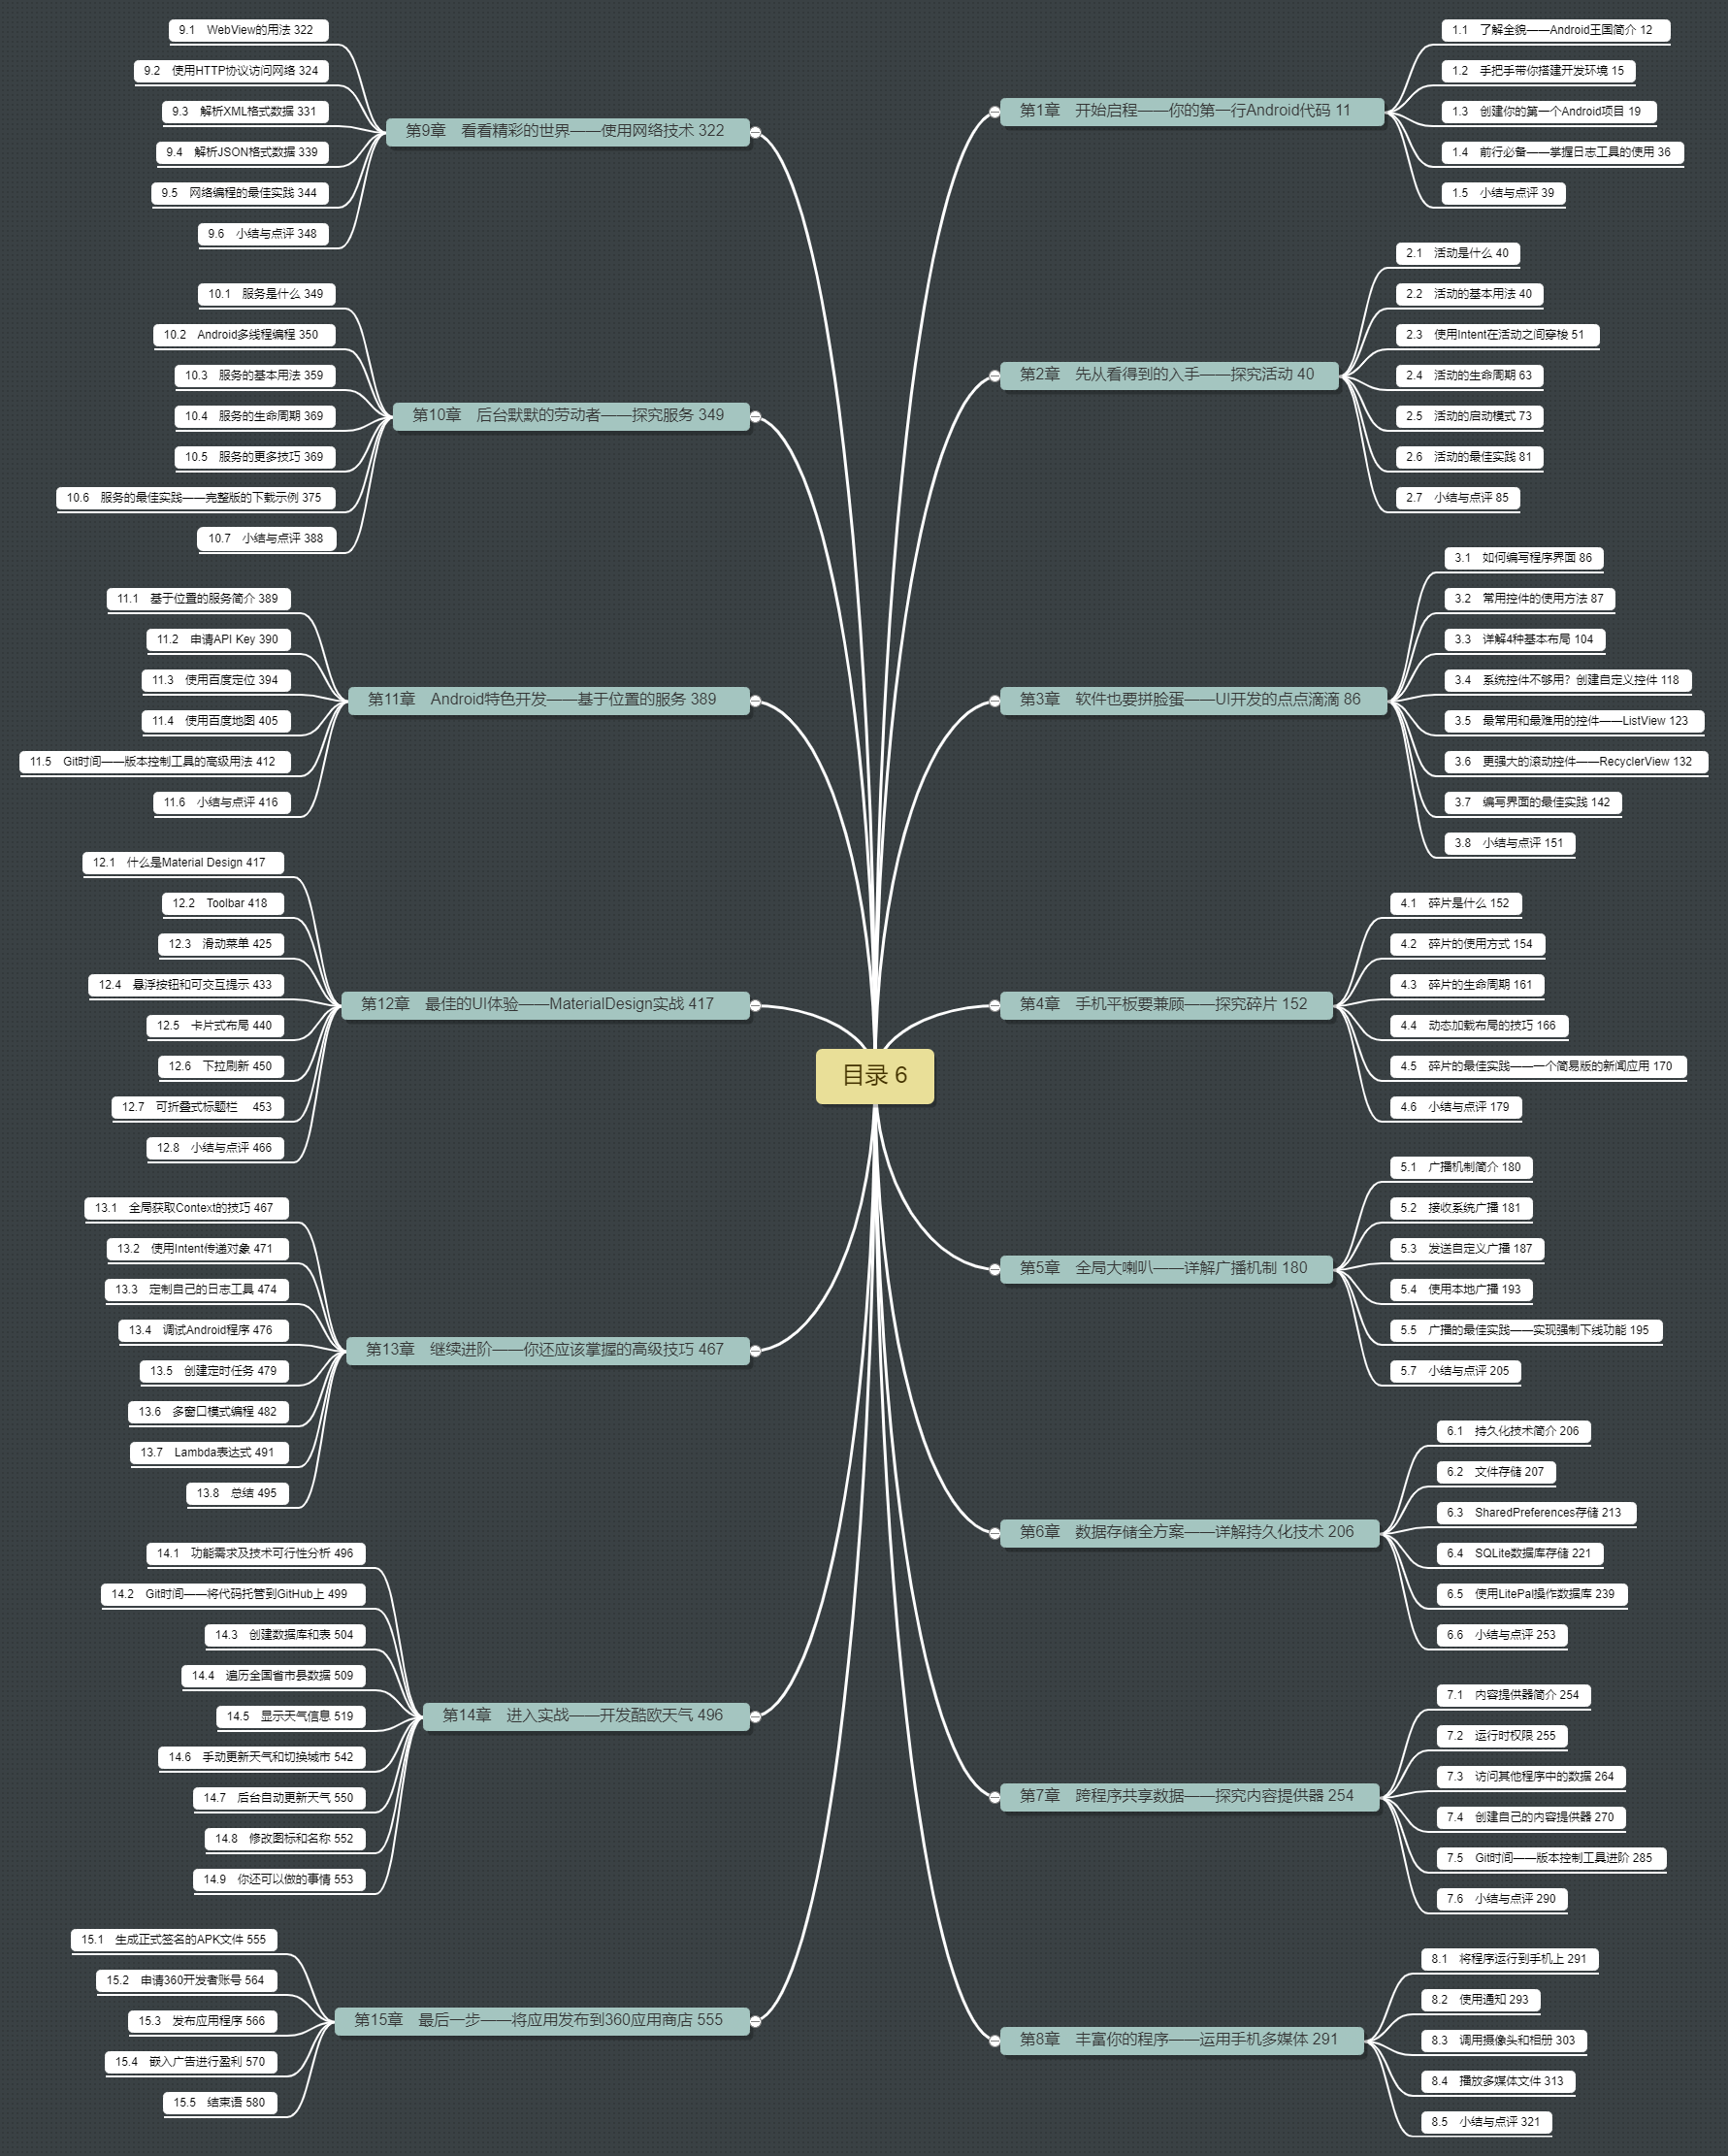 目录 6
第1章 开始启程——你的第一行Android代码 11
1.1 了解全貌——Android王国简介 12
1.2 手把手带你搭建开发环境 15
1.3 创建你的第一个Android项目 19
1.4 前行必备——掌握日志工具的使用 36
1.5 小结与点评 39
第2章 先从看得到的入手——探究活动 40
2.1 活动是什么 40
2.2 活动的基本用法 40
2.3 使用Intent在活动之间穿梭 51
2.4 活动的生命周期 63
2.5 活动的启动模式 73
2.6 活动的最佳实践 81
2.7 小结与点评 85
第3章 软件也要拼脸蛋——UI开发的点点滴滴 86
3.1 如何编写程序界面 86
3.2 常用控件的使用方法 87
3.3 详解4种基本布局 104
3.4 系统控件不够用？创建自定义控件 118
3.5 最常用和最难用的控件——ListView 123
3.6 更强大的滚动控件——RecyclerView 132
3.7 编写界面的最佳实践 142
3.8 小结与点评 151
第4章 手机平板要兼顾——探究碎片 152
4.1 碎片是什么 152
4.2 碎片的使用方式 154
4.3 碎片的生命周期 161
4.4 动态加载布局的技巧 166
4.5 碎片的最佳实践——一个简易版的新闻应用 170
4.6 小结与点评 179
第5章 全局大喇叭——详解广播机制 180
5.1 广播机制简介 180
5.2 接收系统广播 181
5.3 发送自定义广播 187
5.4 使用本地广播 193
5.5 广播的最佳实践——实现强制下线功能 195
5.7 小结与点评 205
第6章 数据存储全方案——详解持久化技术 206
6.1 持久化技术简介 206
6.2 文件存储 207
6.3 SharedPreferences存储 213
6.4 SQLite数据库存储 221
6.5 使用LitePal操作数据库 239
6.6 小结与点评 253
第7章 跨程序共享数据——探究内容提供器 254
7.1 内容提供器简介 254
7.2 运行时权限 255
7.3 访问其他程序中的数据 264
7.4 创建自己的内容提供器 270
7.5 Git时间——版本控制工具进阶 285
7.6 小结与点评 290
第8章 丰富你的程序——运用手机多媒体 291
8.1 将程序运行到手机上 291
8.2 使用通知 293
8.3 调用摄像头和相册 303
8.4 播放多媒体文件 313
8.5 小结与点评 321
第9章 看看精彩的世界——使用网络技术 322
9.1 WebView的用法 322
9.2 使用HTTP协议访问网络 324
9.3 解析XML格式数据 331
9.4 解析JSON格式数据 339
9.5 网络编程的最佳实践 344
9.6 小结与点评 348
第10章 后台默默的劳动者——探究服务 349
10.1 服务是什么 349
10.2 Android多线程编程 350
10.3 服务的基本用法 359
10.4 服务的生命周期 369
10.5 服务的更多技巧 369
10.6 服务的最佳实践——完整版的下载示例 375
10.7 小结与点评 388
第11章 Android特色开发——基于位置的服务 389
11.1 基于位置的服务简介 389
11.2 申请API Key 390
11.3 使用百度定位 394
11.4 使用百度地图 405
11.5 Git时间——版本控制工具的高级用法 412
11.6 小结与点评 416
第12章 最佳的UI体验——MaterialDesign实战 417
12.1 什么是Material Design 417
12.2 Toolbar 418
12.3 滑动菜单 425
12.4 悬浮按钮和可交互提示 433
12.5 卡片式布局 440
12.6 下拉刷新 450
12.7 可折叠式标题栏 453
12.8 小结与点评 466
第13章 继续进阶——你还应该掌握的高级技巧 467
13.1 全局获取Context的技巧 467
13.2 使用Intent传递对象 471
13.3 定制自己的日志工具 474
13.4 调试Android程序 476
13.5 创建定时任务 479
13.6 多窗口模式编程 482
13.7 Lambda表达式 491
13.8 总结 495
第14章 进入实战——开发酷欧天气 496
14.1 功能需求及技术可行性分析 496
14.2 Git时间——将代码托管到GitHub上 499
14.3 创建数据库和表 504
14.4 遍历全国省市县数据 509
14.5 显示天气信息 519
14.6 手动更新天气和切换城市 542
14.7 后台自动更新天气 550
14.8 修改图标和名称 552
14.9 你还可以做的事情 553
第15章 最后一步——将应用发布到360应用商店 555
15.1 生成正式签名的APK文件 555
15.2 申请360开发者账号 564
15.3 发布应用程序 566
15.4 嵌入广告进行盈利 570
15.5 结束语 580